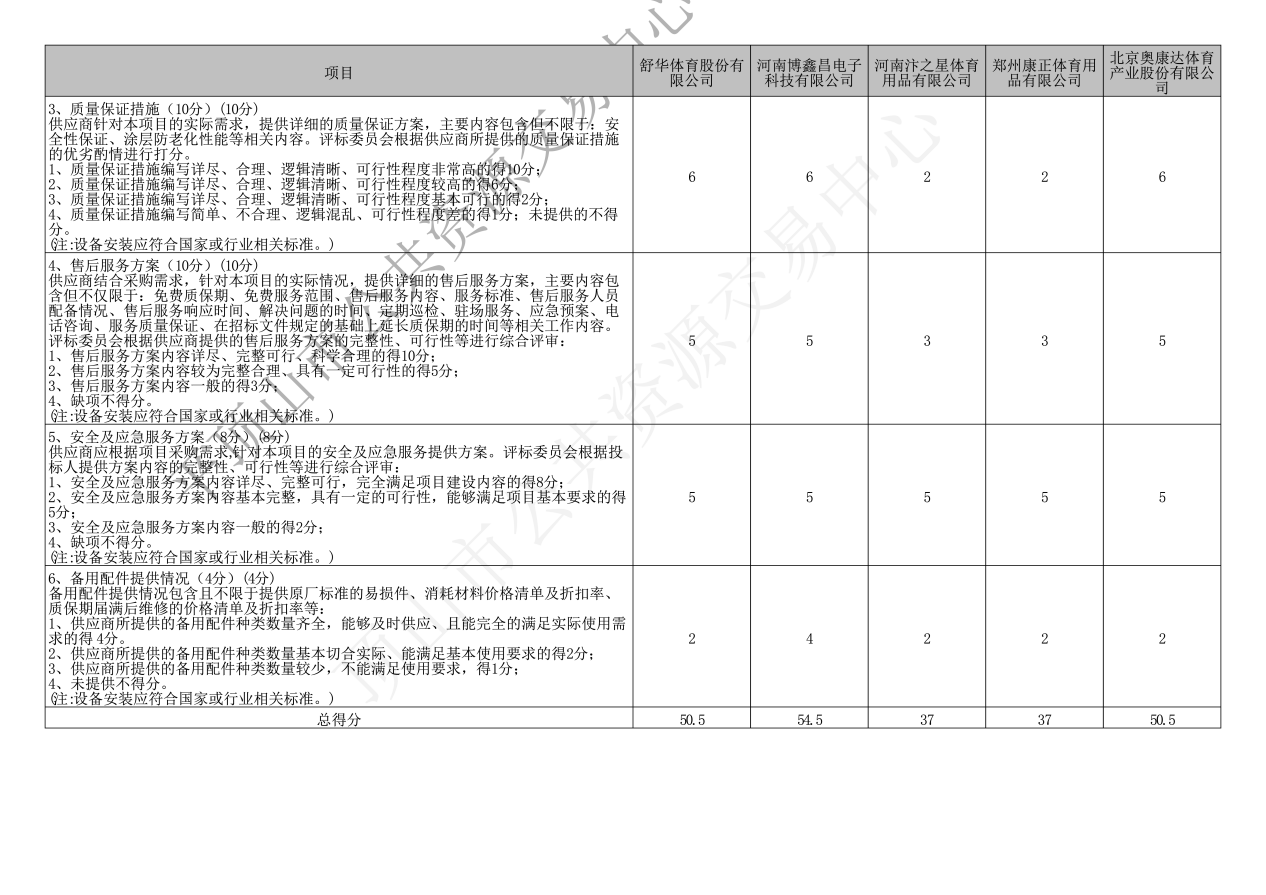 项目
舒华体育股份有
限公司
河南博鑫昌电子
科技有限公司
河南汴之星体育
用品有限公司
郑州康正体育用
品有限公司
北京奥康达体育
产业股份有限公
司
3、质量保证措施（10分）(10分)
供应商针对本项目的实际需求，提供详细的质量保证方案，主要内容包含但不限于：安
全性保证、涂层防老化性能等相关内容。评标委员会根据供应商所提供的质量保证措施
的优劣酌情进行打分。
1、质量保证措施编写详尽、合理、逻辑清晰、可行性程度非常高的得10分；
2、质量保证措施编写详尽、合理、逻辑清晰、可行性程度较高的得6分；
3、质量保证措施编写详尽、合理、逻辑清晰、可行性程度基本可行的得2分；
4、质量保证措施编写简单、不合理、逻辑混乱、可行性程度差的得1分；未提供的不得
分。
(注:设备安装应符合国家或行业相关标准。)
6
6
2
2
6
4、售后服务方案（10分）(10分)
供应商结合采购需求，针对本项目的实际情况，提供详细的售后服务方案，主要内容包
含但不仅限于：免费质保期、免费服务范围、售后服务内容、服务标准、售后服务人员
配备情况、售后服务响应时间、解决问题的时间、定期巡检、驻场服务、应急预案、电
话咨询、服务质量保证、在招标文件规定的基础上延长质保期的时间等相关工作内容。
评标委员会根据供应商提供的售后服务方案的完整性、可行性等进行综合评审：
1、售后服务方案内容详尽、完整可行、科学合理的得10分；
2、售后服务方案内容较为完整合理、具有一定可行性的得5分；
3、售后服务方案内容一般的得3分；
4、缺项不得分。
(注:设备安装应符合国家或行业相关标准。)
5
5
3
3
5
5、安全及应急服务方案（8分）(8分)
供应商应根据项目采购需求,针对本项目的安全及应急服务提供方案。评标委员会根据投
标人提供方案内容的完整性、可行性等进行综合评审：
1、安全及应急服务方案内容详尽、完整可行，完全满足项目建设内容的得8分；
2、安全及应急服务方案内容基本完整，具有一定的可行性，能够满足项目基本要求的得
5分；
3、安全及应急服务方案内容一般的得2分；
4、缺项不得分。
(注:设备安装应符合国家或行业相关标准。)
5
5
5
5
5
6、备用配件提供情况（4分）(4分)
备用配件提供情况包含且不限于提供原厂标准的易损件、消耗材料价格清单及折扣率、
质保期届满后维修的价格清单及折扣率等：
1、供应商所提供的备用配件种类数量齐全，能够及时供应、且能完全的满足实际使用需
求的得 4分。
2、供应商所提供的备用配件种类数量基本切合实际、能满足基本使用要求的得2分；
3、供应商所提供的备用配件种类数量较少，不能满足使用要求，得1分；
4、未提供不得分。
(注:设备安装应符合国家或行业相关标准。)
2
4
2
2
2
总得分
50.5
54.5
37
37
50.5
平顶山市公共资源交易中心
顶山市公共资源交易中心